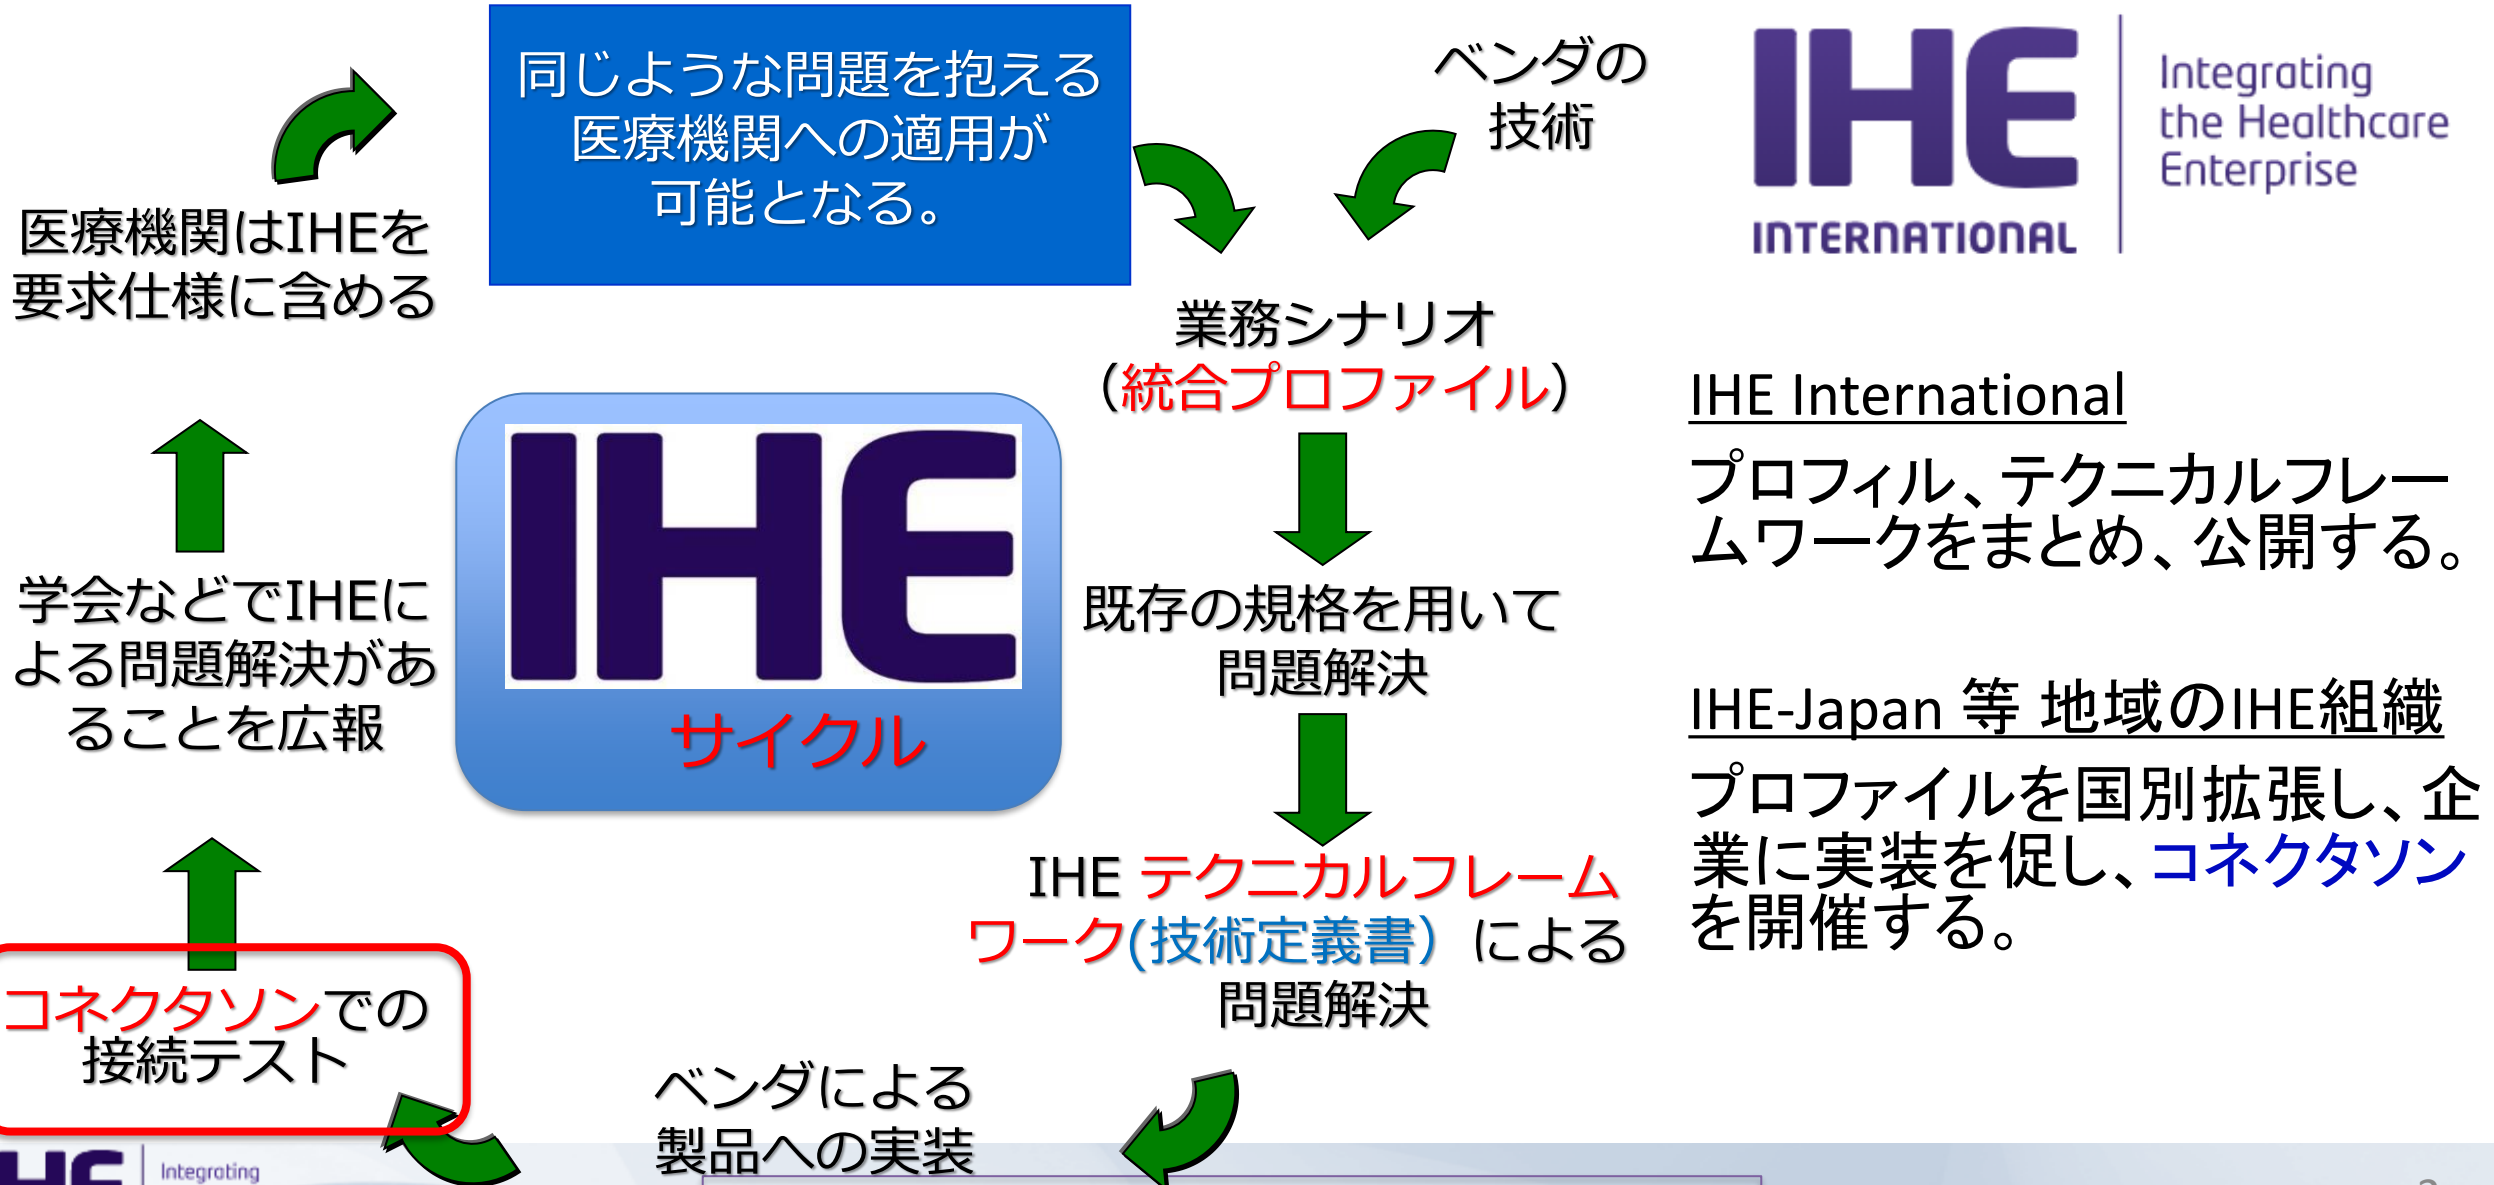 同じような問題を抱える
医療機関への適用が
可能となる。
ベンダの
技術
IHE
INTERNATIONAL
Integrating
the Healthcare
Enterprise
医療機関はIHEを
要求仕様に含める
業務シナリオ
（統合プロファイル）
IHE
サイクル
学会などでIHEに
よる問題解決があ
ることを広報
既存の規格を用いて
問題解決
IHE テクニカルフレーム
ワーク(技術定義書）による
問題解決
コネクタソンでの
接続テスト
ベンダによる
製品への実装
IHE International
プロフィル、テクニカルフレー
ムワークをまとめ、公開する。
IHE-Japan 等 地域のIHE組織
プロファイルを国別拡張し、企
業に実装を促し、コネクタソン
を開催する。
Integrating